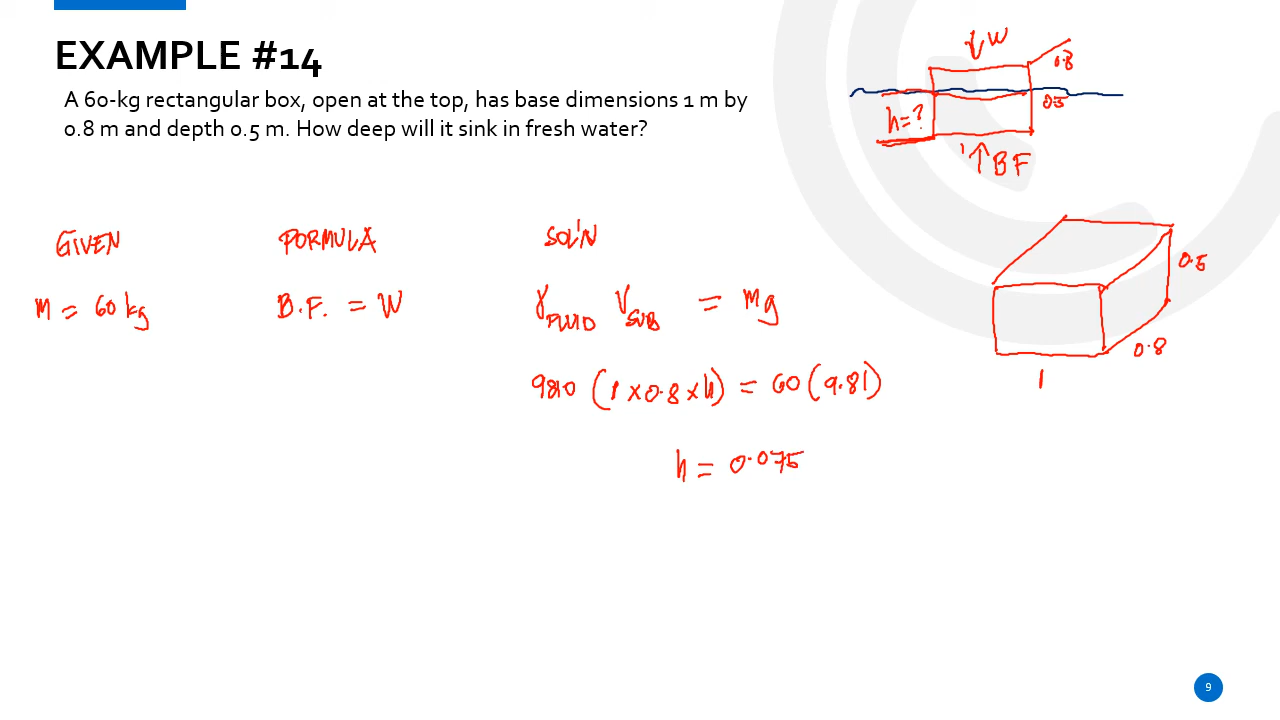 EXAMPLE #14
A 60-kg rectangular box, open at the top, has base dimensions 1 m by
0.8 m and depth 0.5 m. How deep will it sink in fresh water?
W
0.8
0.5
h=?
1
BF
GIVEN
FORMULA
SOL'N
m = 60 kg
B.F. = W
γFLUID VSUB = mg
9810 (1 x 0.8 x h) = 60 (9.81)
h = 0.075
0.5
0.8
1
9